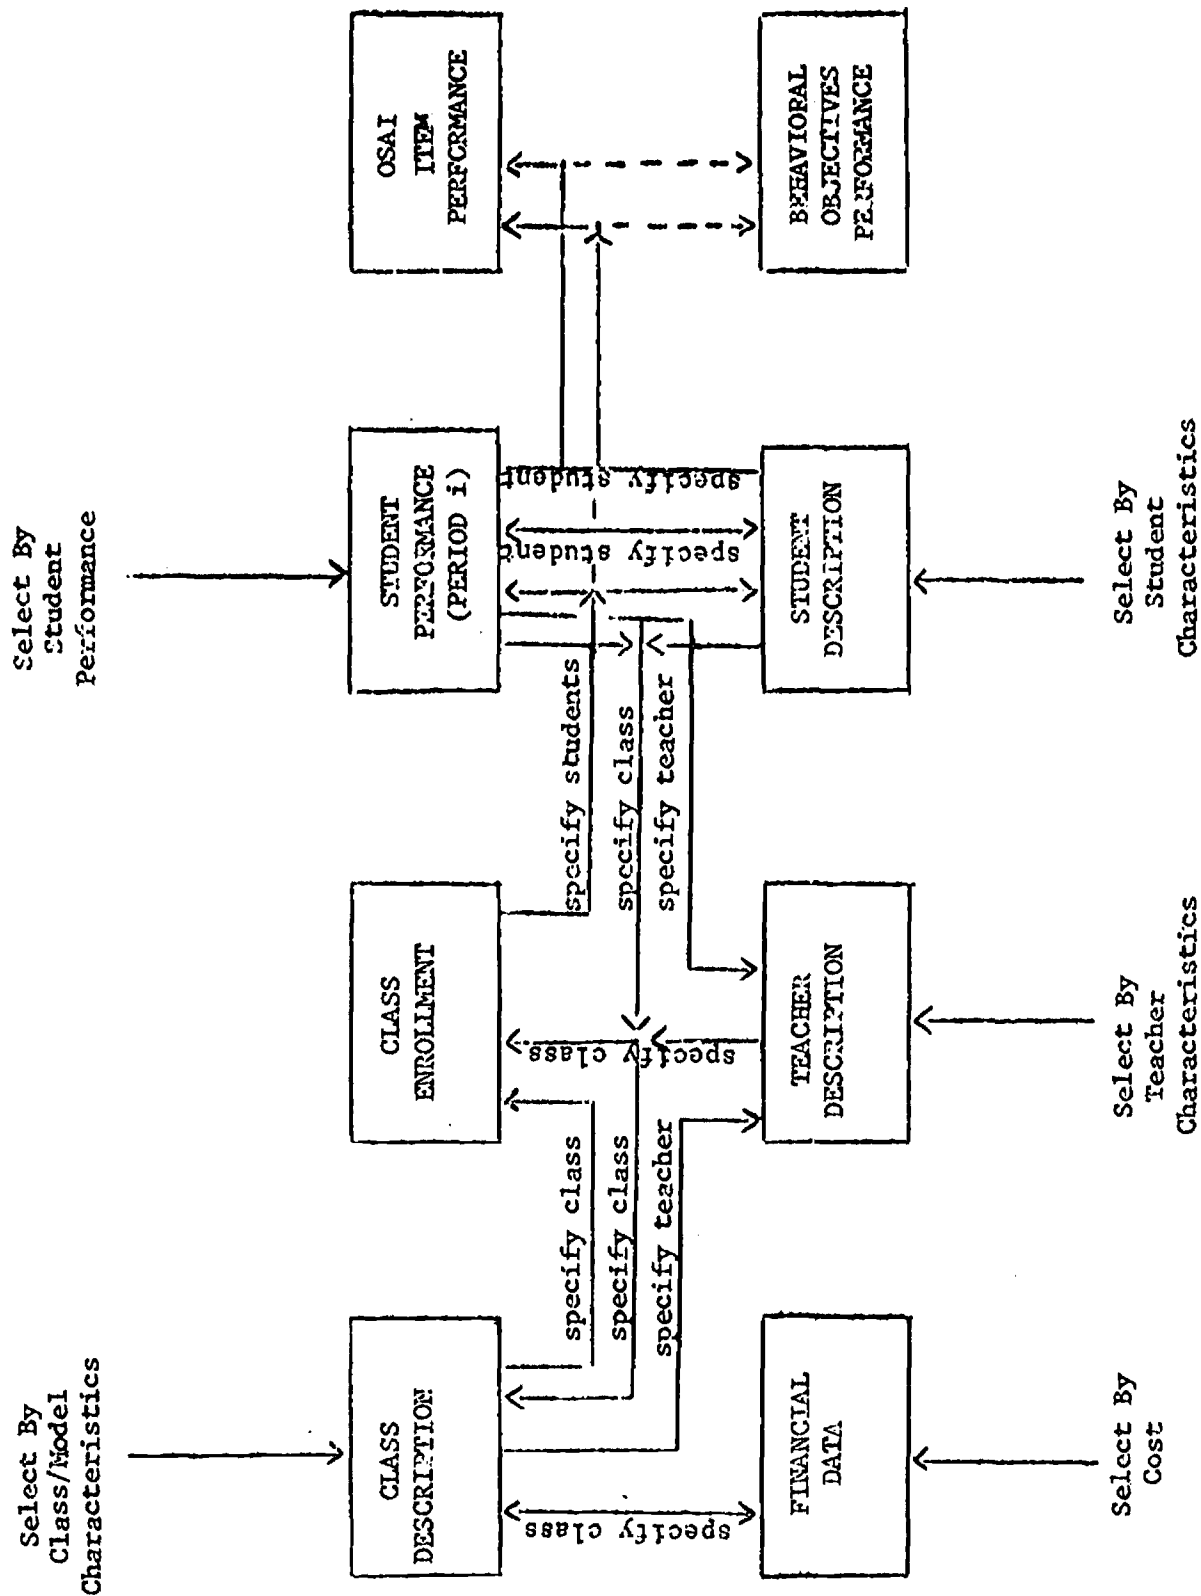 Select By
Class/Model
Characteristics
Select By
Student
Performance
CLASS
DESCRIPTION
CLASS
ENROLLMENT
STUDENT
PERFORMANCE
(PERIOD i)
OSAI
ITEM
PERFORMANCE
specify class
specify class
specify class
specify teacher
specify class
specify class
specify students
specify class
specify teacher
specify student
specify student
FINANCIAL
DATA
TEACHER
DESCRIPTION
STUDENT
DESCRIPTION
BEHAVIORAL
OBJECTIVES
PERFORMANCE
Select By
Cost
Select By
Teacher
Characteristics
Select By
Student
Characteristics